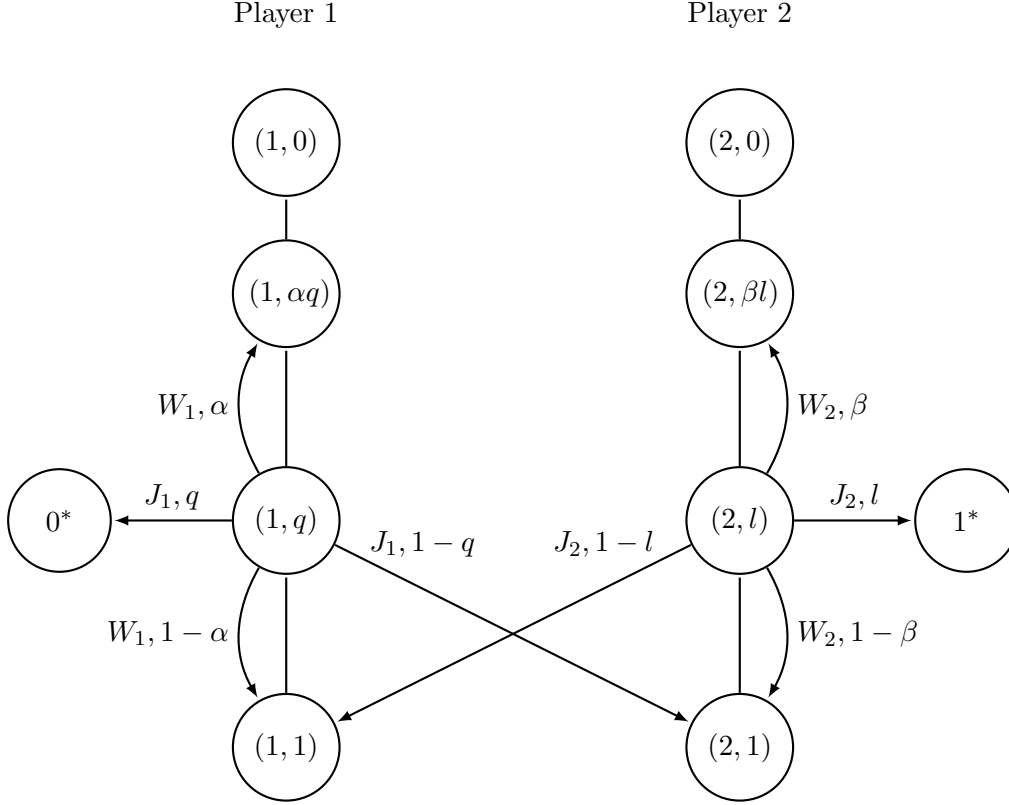 Player 1 Player 2
(1, 0) (2, 0)
(1, αq) (2, βl)
W₁, α W₂, β
0* J₁, q (1, q) J₁, 1 − q J₂, 1 − l (2, l) J₂, l 1*
W₁, 1 − α W₂, 1 − β
(1, 1) (2, 1)